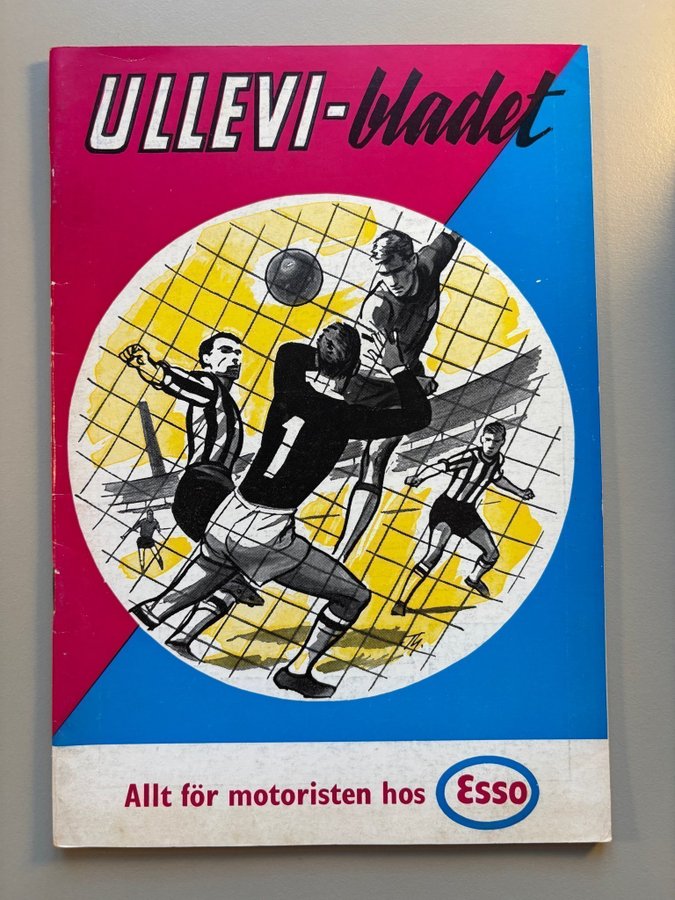 ULLEVI-bladet
1
Allt för motoristen hos Esso